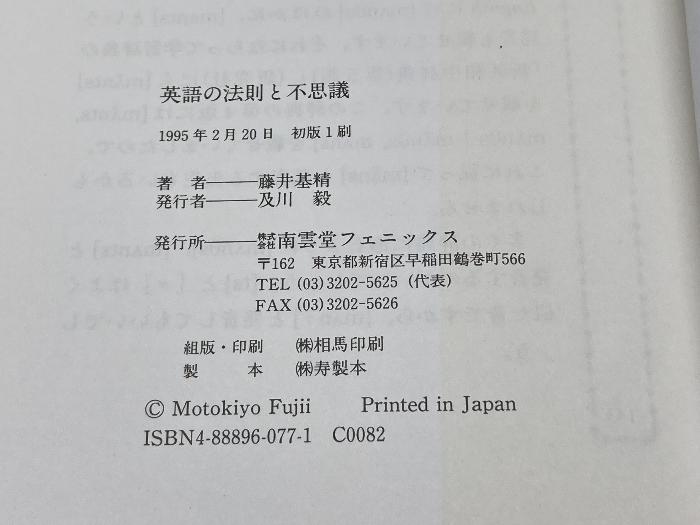 英語の法則と不思議
1995年2月20日 初版1刷
著 者───藤井基精
発行者───及川 毅
発行所───株式会社南雲堂フェニックス
〒162 東京都新宿区早稲田鶴巻町566
TEL (03) 3202-5625 (代表)
FAX (03) 3202-5626
組版・印刷 ㈱相馬印刷
製 本 ㈱寿製本
© Motokiyo Fujii Printed in Japan
ISBN4-88896-077-1 C0082